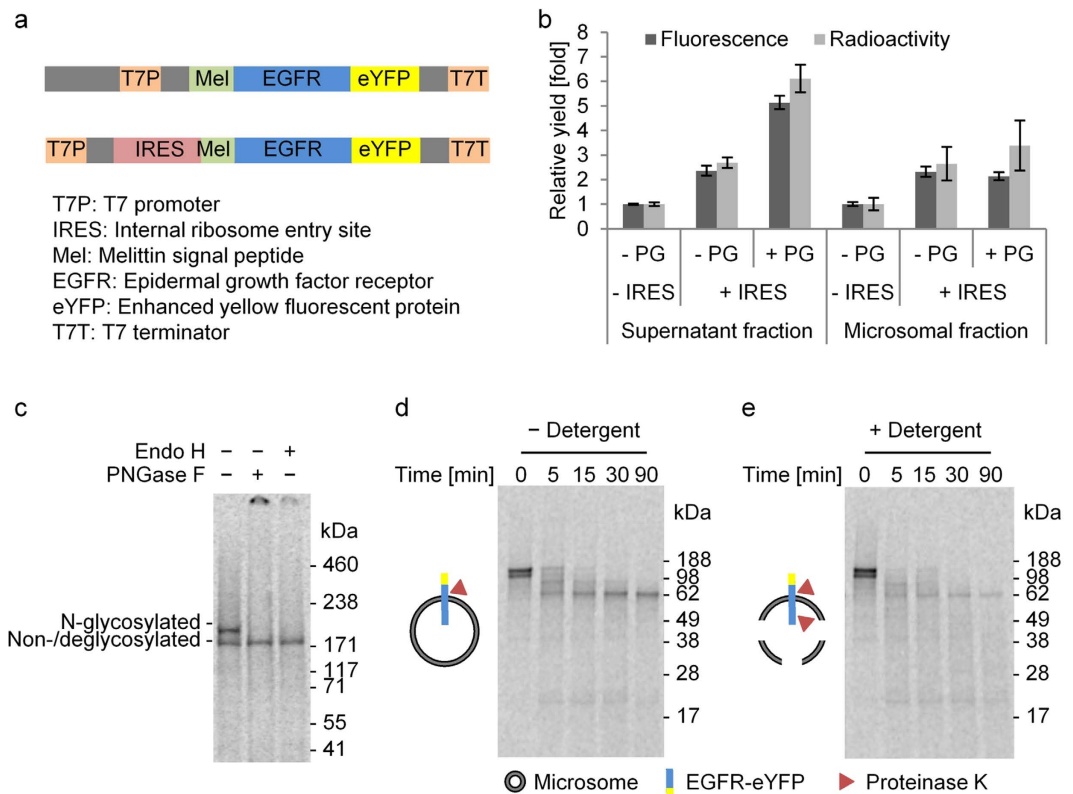 a
T7P Mel EGFR eYFP T7T
T7P IRES Mel EGFR eYFP T7T
T7P: T7 promoter
IRES: Internal ribosome entry site
Mel: Melittin signal peptide
EGFR: Epidermal growth factor receptor
eYFP: Enhanced yellow fluorescent protein
T7T: T7 terminator
b
Relative yield [fold]
8
7
6
5
4
3
2
1
0
Fluorescence Radioactivity
- PG - PG + PG - PG - PG + PG
- IRES + IRES - IRES + IRES
Supernatant fraction Microsomal fraction
c
Endo H − − +
PNGase F − + −
kDa
460
238
171
117
71
55
41
N-glycosylated
Non-/deglycosylated
d
− Detergent
Time [min] 0 5 15 30 90
kDa
188
98
62
49
38
28
17
e
+ Detergent
Time [min] 0 5 15 30 90
kDa
188
98
62
49
38
28
17
Microsome EGFR-eYFP Proteinase K